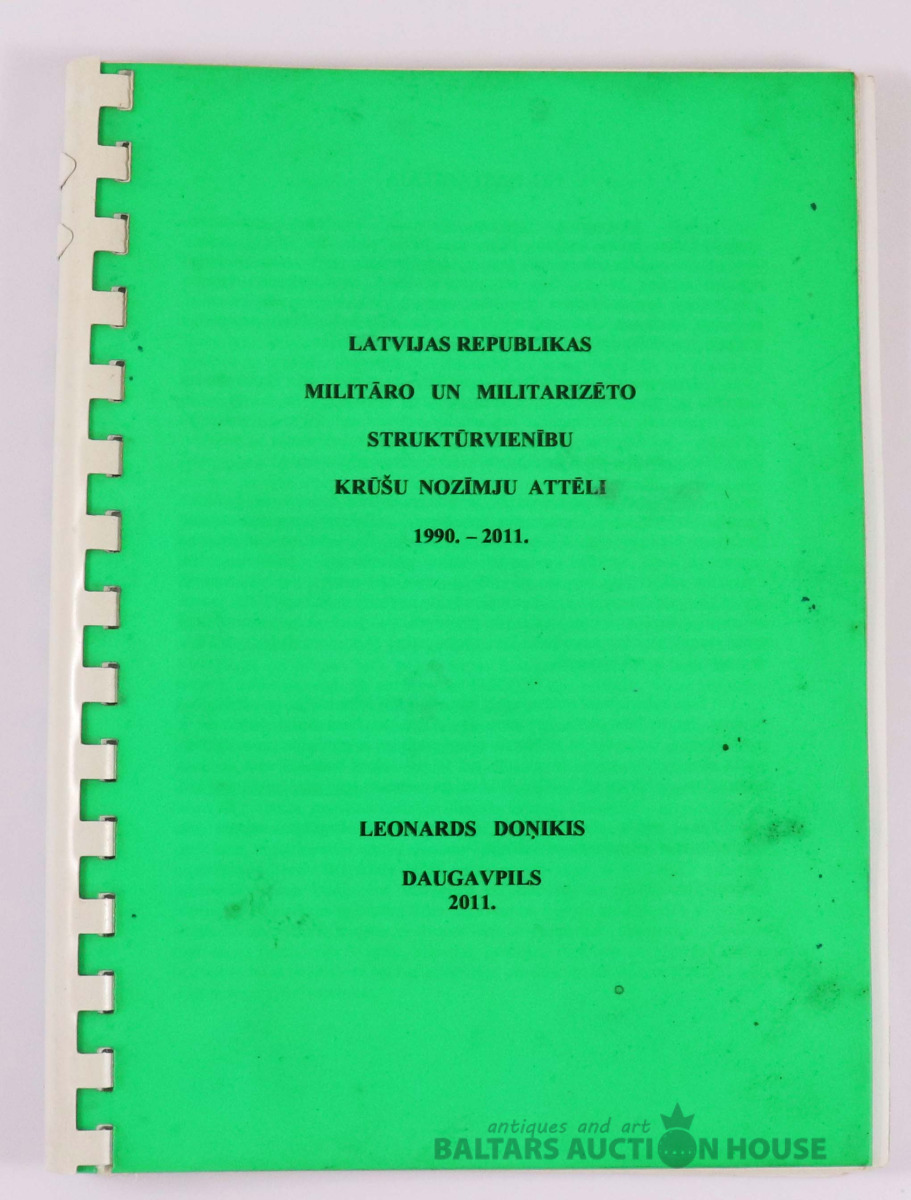 LATVIJAS REPUBLIKAS
MILITĀRO UN MILITARIZĒTO
STRUKTŪRVIENĪBU
KRŪŠU NOZĪMJU ATTĒLI
1990. – 2011.
LEONARDS DOŅIKIS
DAUGAVPILS
2011.
antiques and art
BALTARS AUCTION HOUSE